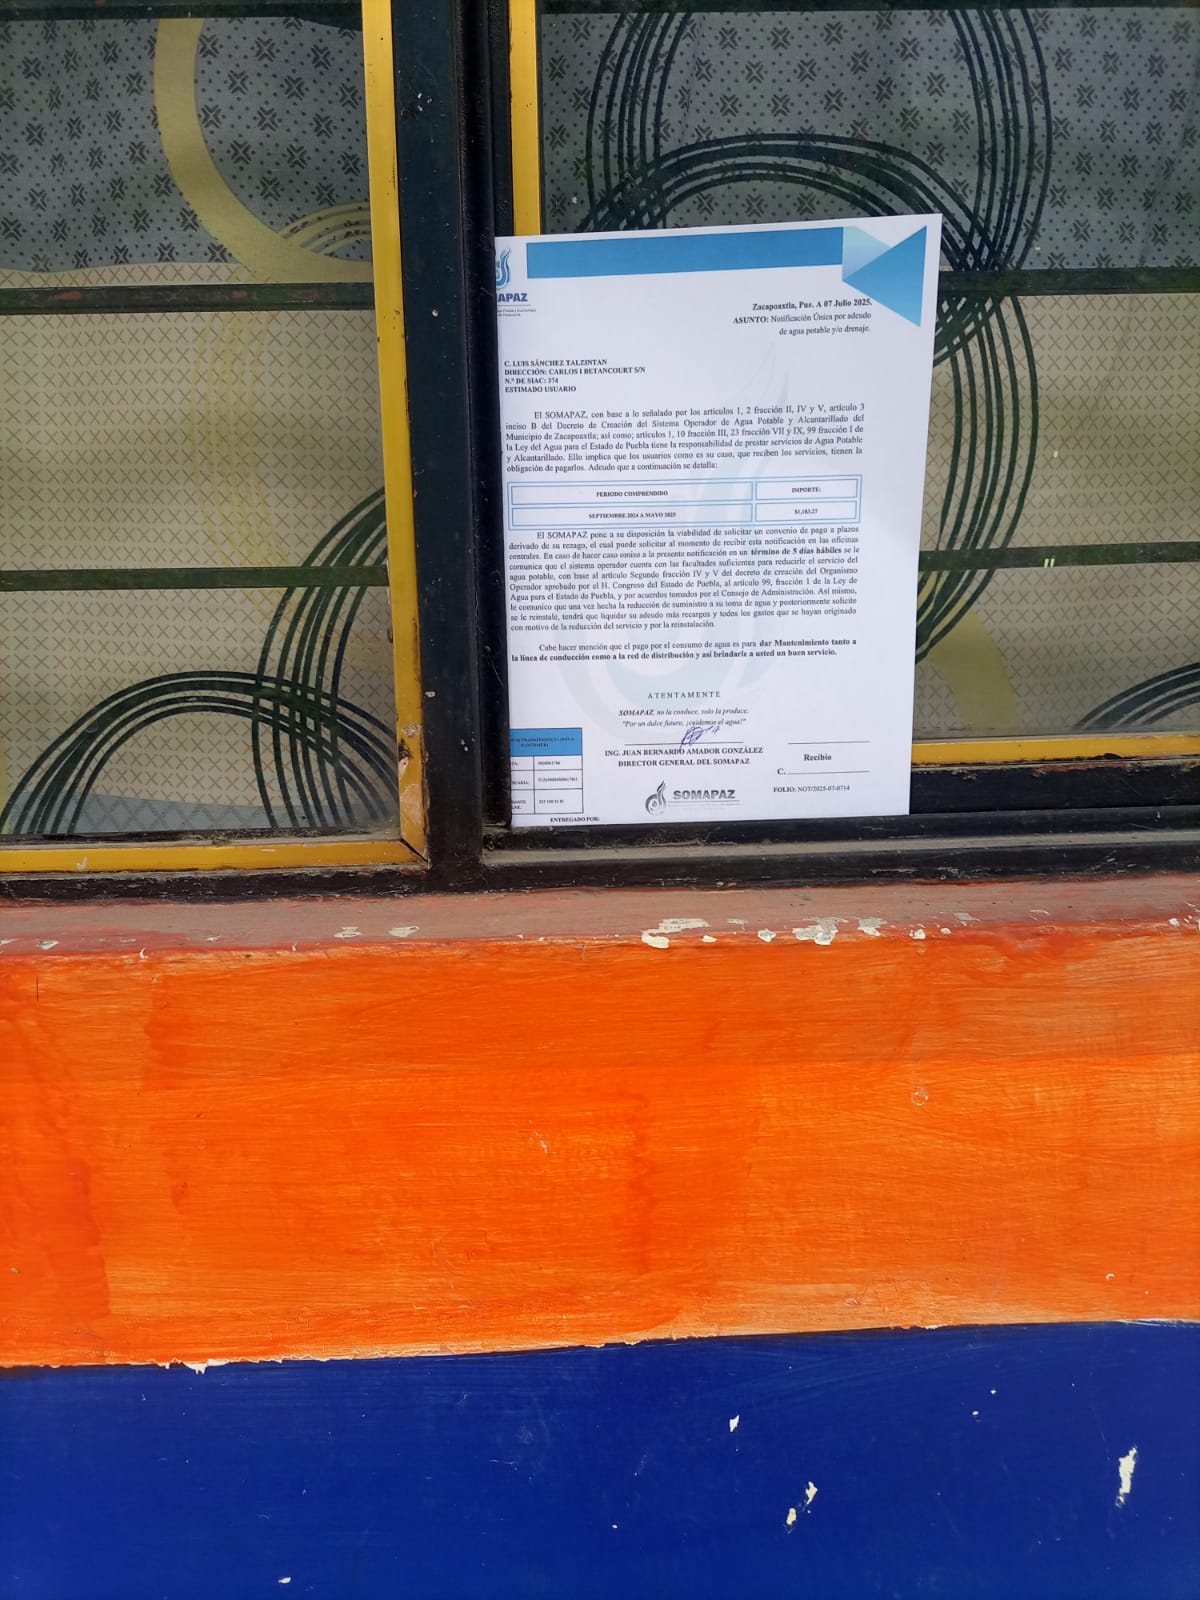 APAZ
Zacapoaxtla, Pue. A 07 Julio 2025.
ASUNTO: Notificación Única por adeudo
de agua potable y/o drenaje.
C. LUIS SÁNCHEZ TALZINTAN
DIRECCIÓN: CARLOS I BETANCOURT S/N
N.º DE SIAC: 374
ESTIMADO USUARIO
El SOMAPAZ, con base a lo señalado por los artículos 1, 2 fracción II, IV y V, artículo 3
inciso B del Decreto de Creación del Sistema Operador de Agua Potable y Alcantarillado del
Municipio de Zacapoaxtla; así como; artículos 1, 10 fracción III, 23 fracción VII y IX, 99 fracción I de
la Ley del Agua para el Estado de Puebla tiene la responsabilidad de prestar servicios de Agua Potable
y Alcantarillado. Ello implica que los usuarios como es su caso, que reciben los servicios, tienen la
obligación de pagarlos. Adeudo que a continuación se detalla:
PERIODO COMPRENDIDO IMPORTE:
SEPTIEMBRE 2024 A MAYO 2025 $1,183.27
El SOMAPAZ pone a su disposición la viabilidad de solicitar un convenio de pago a plazos
derivado de su rezago, el cual puede solicitar al momento de recibir esta notificación en las oficinas
centrales. En caso de hacer caso omiso a la presente notificación en un término de 5 días hábiles se le
comunica que el sistema operador cuenta con las facultades suficientes para reducirle el servicio del
agua potable, con base al artículo Segundo fracción IV y V del decreto de creación del Organismo
Operador aprobado por el H. Congreso del Estado de Puebla, al artículo 99, fracción 1 de la Ley de
Agua para el Estado de Puebla, y por acuerdos tomados por el Consejo de Administración. Así mismo,
le comunico que una vez hecha la reducción de suministro a su toma de agua y posteriormente solicite
se le reinstale, tendrá que liquidar su adeudo más recargos y todos los gastos que se hayan originado
con motivo de la reducción del servicio y por la reinstalación.
Cabe hacer mención que el pago por el consumo de agua es para dar Mantenimiento tanto a
la línea de conducción como a la red de distribución y así brindarle a usted un buen servicio.
ATENTAMENTE
SOMAPAZ, no la conduce, solo la produce.
"Por un dulce futuro, ¡cuidemos el agua!"
ING. JUAN BERNARDO AMADOR GONZÁLEZ
DIRECTOR GENERAL DEL SOMAPAZ
Recibio
C.
SOMAPAZ
FOLIO: NOT/2025-07-0714
ENTREGADO POR: